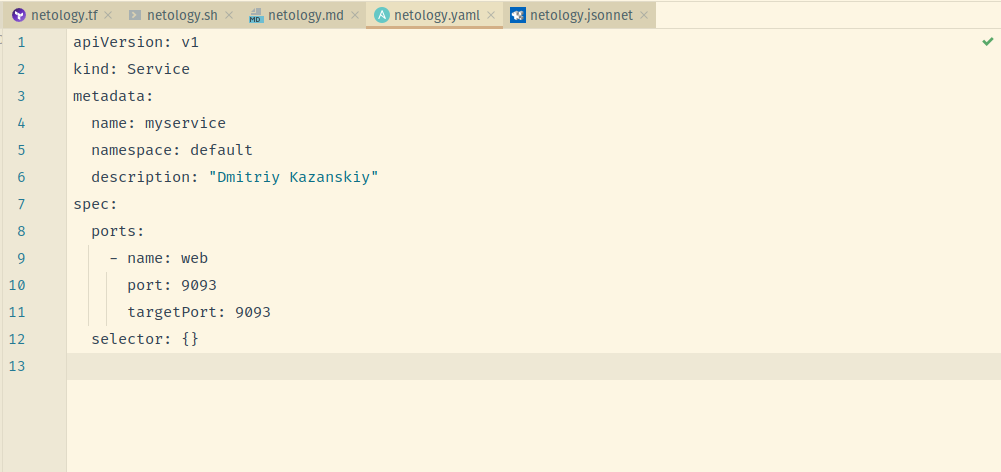 netology.tf netology.sh netology.md netology.yaml netology.jsonnet
1 apiVersion: v1
2 kind: Service
3 metadata:
4   name: myservice
5   namespace: default
6   description: "Dmitriy Kazanskiy"
7 spec:
8   ports:
9     - name: web
10       port: 9093
11       targetPort: 9093
12   selector: {}
13